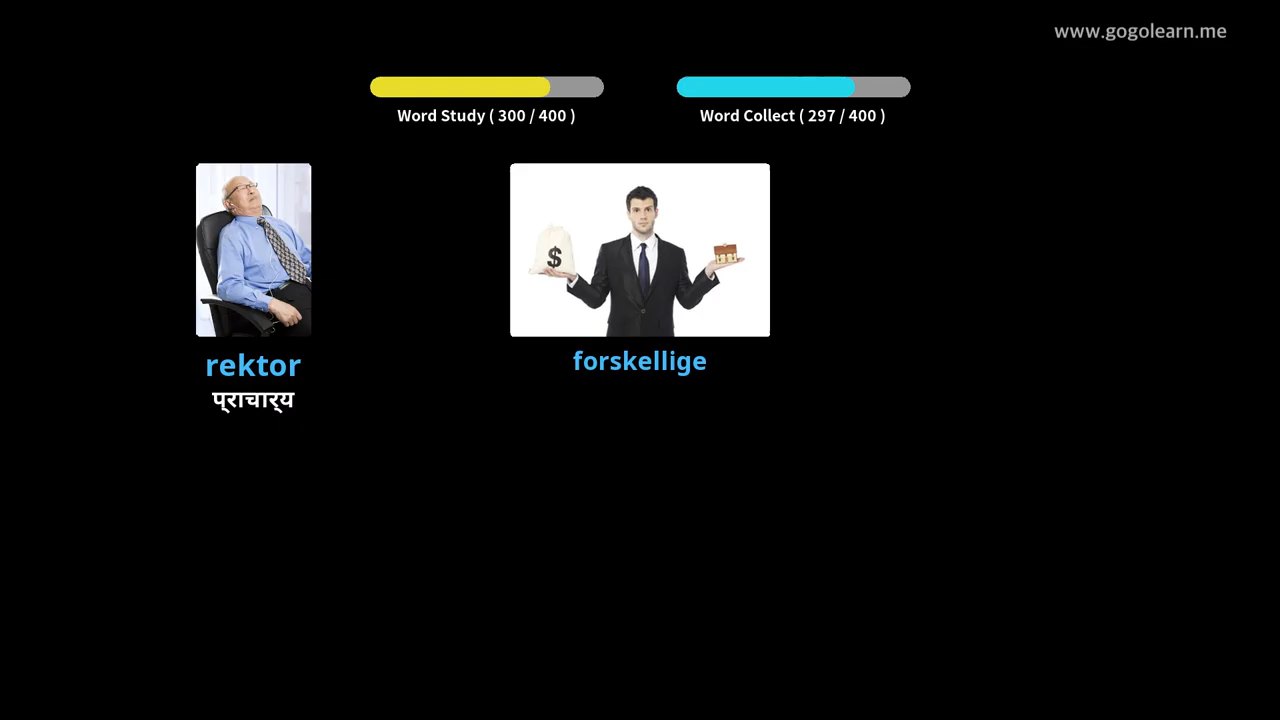 www.gogolearn.me
Word Study ( 300 / 400 )
Word Collect ( 297 / 400 )
$
rektor
forskellige
प्राचार्य